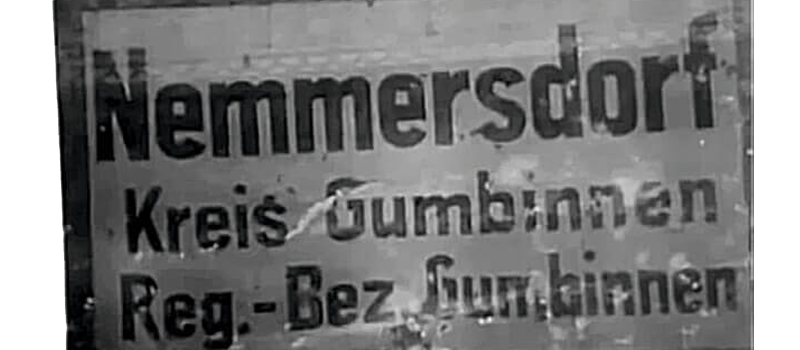 Nemmersdorf
Kreis Gumbinnen
Reg.-Bez. Gumbinnen